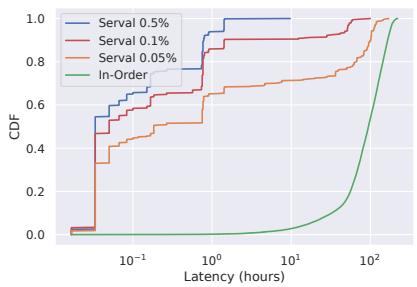 Serval 0.5%
Serval 0.1%
Serval 0.05%
In-Order
CDF
1.0
0.8
0.6
0.4
0.2
0.0
10⁻¹ 10⁰ 10¹ 10²
Latency (hours)